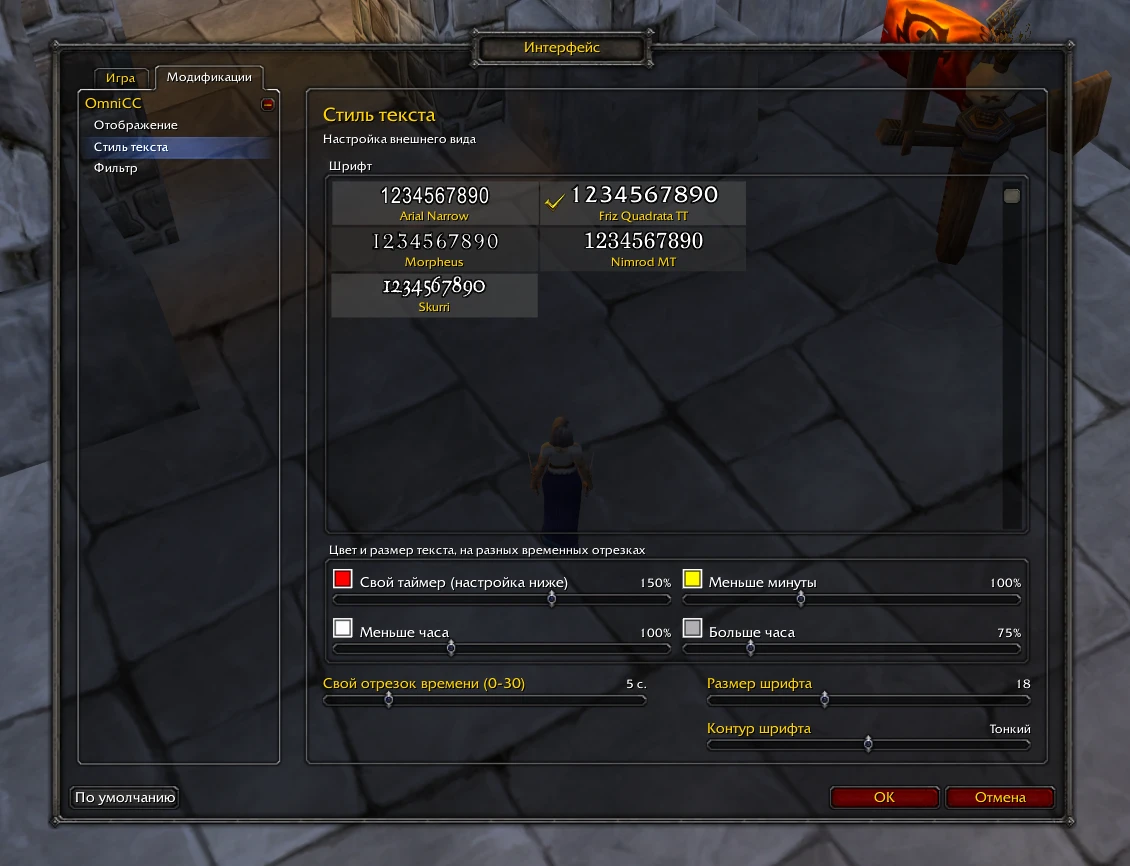 Интерфейс
Игра
Модификации
OmniCC
Отображение
Стиль текста
Фильтр
Стиль текста
Настройка внешнего вида
Шрифт
1234567890
Arial Narrow
1234567890
Friz Quadrata TT
1234567890
Morpheus
1234567890
Nimrod MT
1234567890
Skurri
Цвет и размер текста, на разных временных отрезках
Свой таймер (настройка ниже) 150%
Меньше минуты 100%
Меньше часа 100%
Больше часа 75%
Свой отрезок времени (0-30) 5 с.
Размер шрифта 18
Контур шрифта Тонкий
По умолчанию
ОК
Отмена